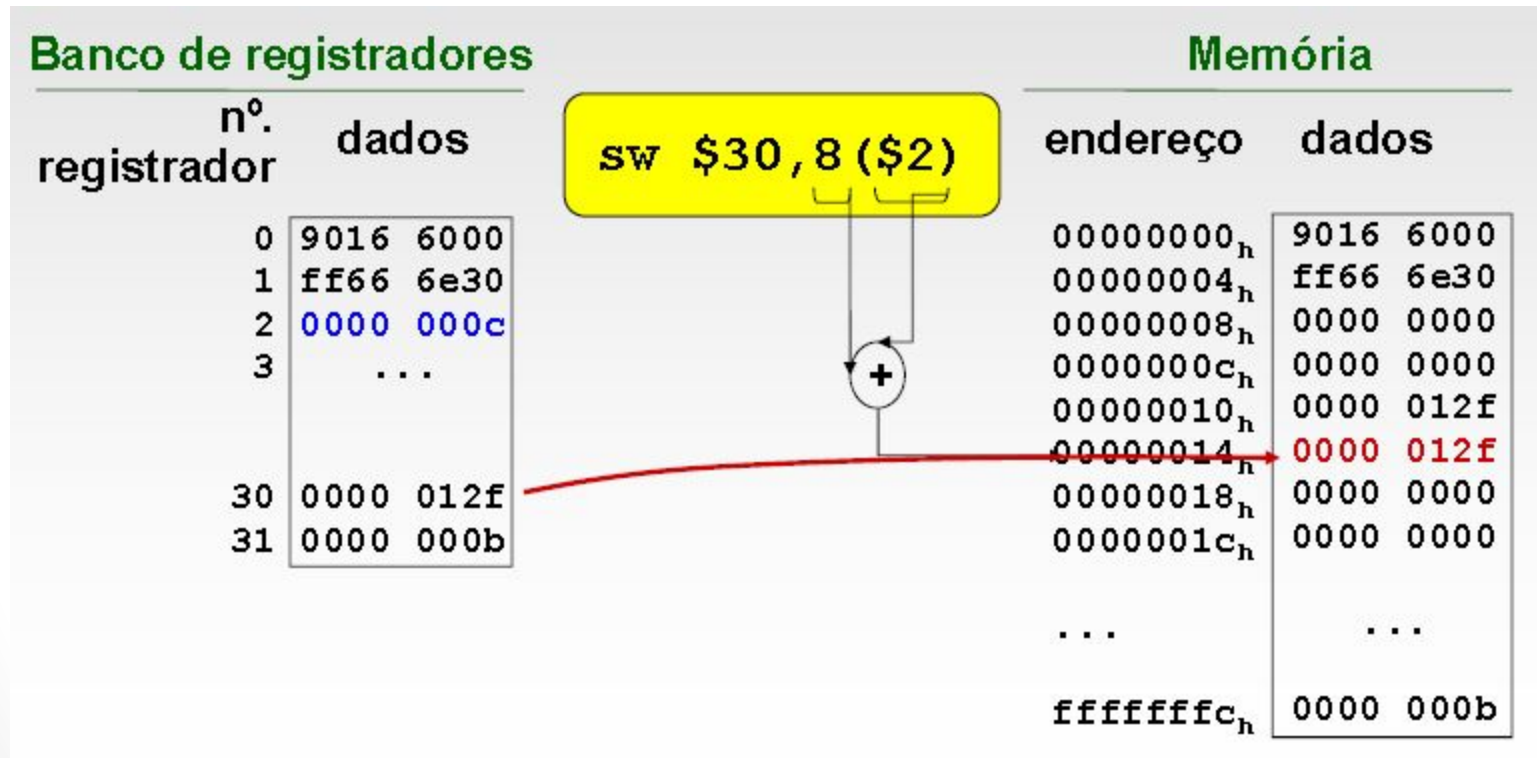 Banco de registradores
nº. registrador dados
0 9016 6000
1 ff66 6e30
2 0000 000c
3 ...
30 0000 012f
31 0000 000b
sw $30,8($2)
+
Memória
endereço dados
00000000h 9016 6000
00000004h ff66 6e30
00000008h 0000 0000
0000000ch 0000 0000
00000010h 0000 012f
00000014h 0000 012f
00000018h 0000 0000
0000001ch 0000 0000
... ...
fffffffch 0000 000b